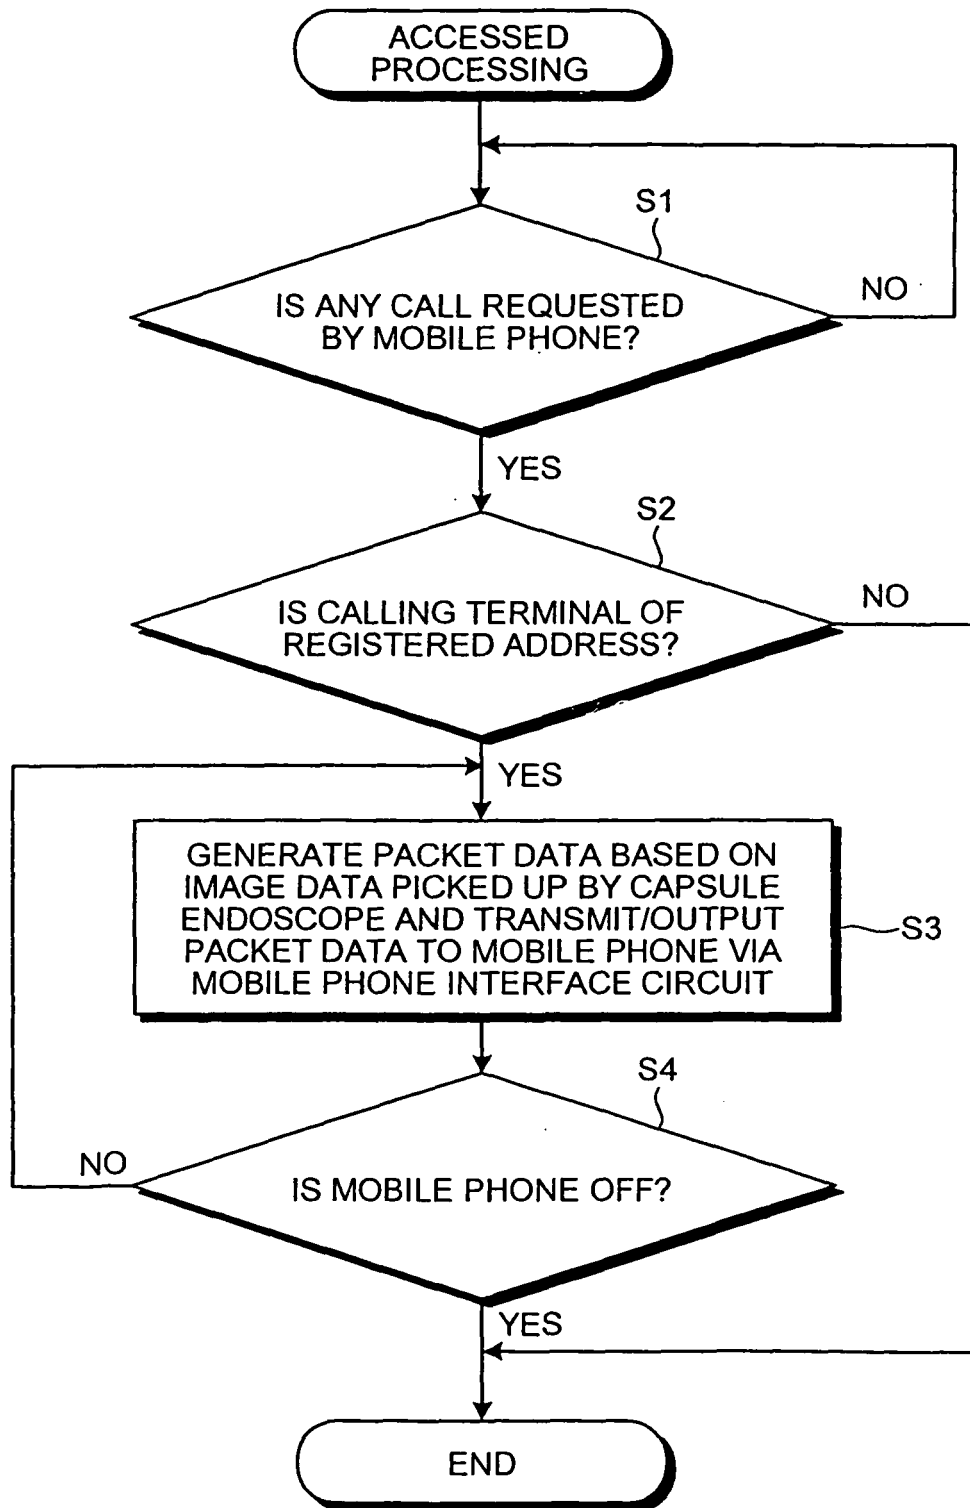 ACCESSED
PROCESSING
S1
IS ANY CALL REQUESTED
BY MOBILE PHONE?
NO
YES
S2
IS CALLING TERMINAL OF
REGISTERED ADDRESS?
NO
YES
GENERATE PACKET DATA BASED ON
IMAGE DATA PICKED UP BY CAPSULE
ENDOSCOPE AND TRANSMIT/OUTPUT
PACKET DATA TO MOBILE PHONE VIA
MOBILE PHONE INTERFACE CIRCUIT
S3
S4
NO
IS MOBILE PHONE OFF?
YES
END